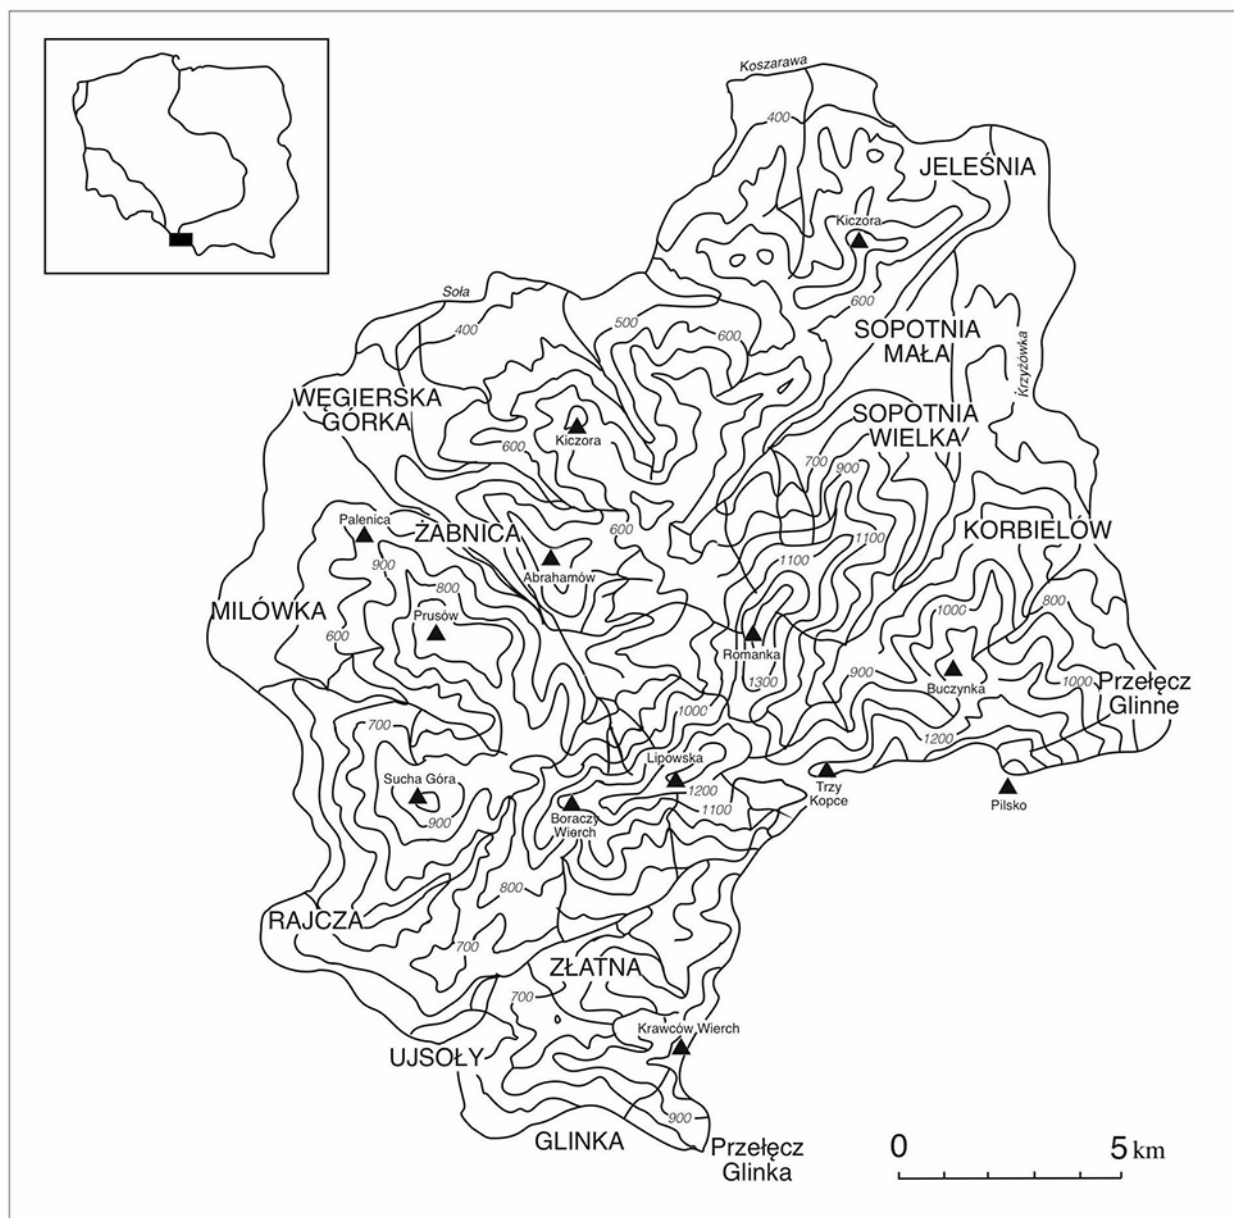 Koszarawa
400
JELEŚNIA
Kiczora
Soła
600
400
500
600
SOPOTNIA
MAŁA
Krzyżówka
WĘGIERSKA
GÓRKA
SOPOTNIA
WIELKA
Kiczora
600
700
900
Palenica
ŻABNICA
600
KORBIELÓW
1100
1100
900
Abrahamów
800
MILÓWKA
Prusów
1000
800
600
Romanka
900
1300
Buczynka
1000
Przełęcz
Glinne
700
1000
1200
Lipowska
Sucha Góra
1200
Trzy
Kopce
Pilsko
900
Boraczy
Wierch
1100
800
RAJCZA
700
ZŁATNA
700
Krawców Wierch
UJSOŁY
900
GLINKA
Przełęcz
Glinka
0 5 km